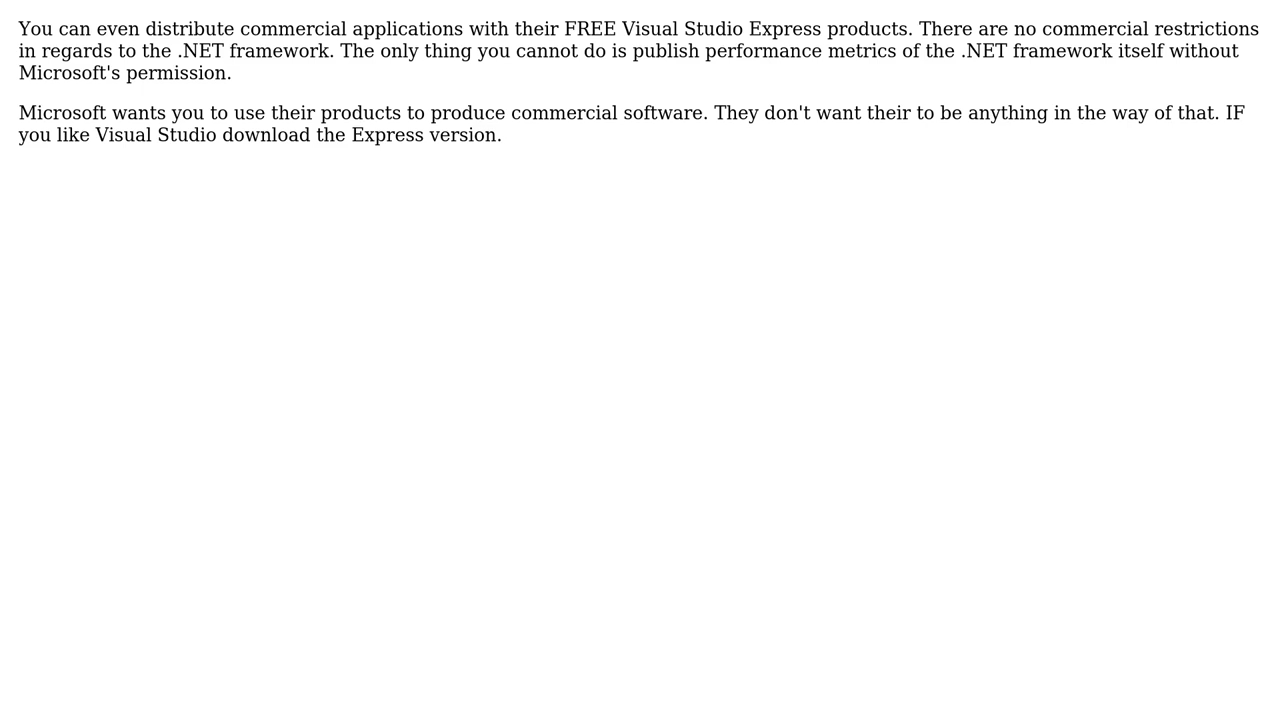 You can even distribute commercial applications with their FREE Visual Studio Express products. There are no commercial restrictions
in regards to the .NET framework. The only thing you cannot do is publish performance metrics of the .NET framework itself without
Microsoft's permission.
Microsoft wants you to use their products to produce commercial software. They don't want their to be anything in the way of that. IF
you like Visual Studio download the Express version.